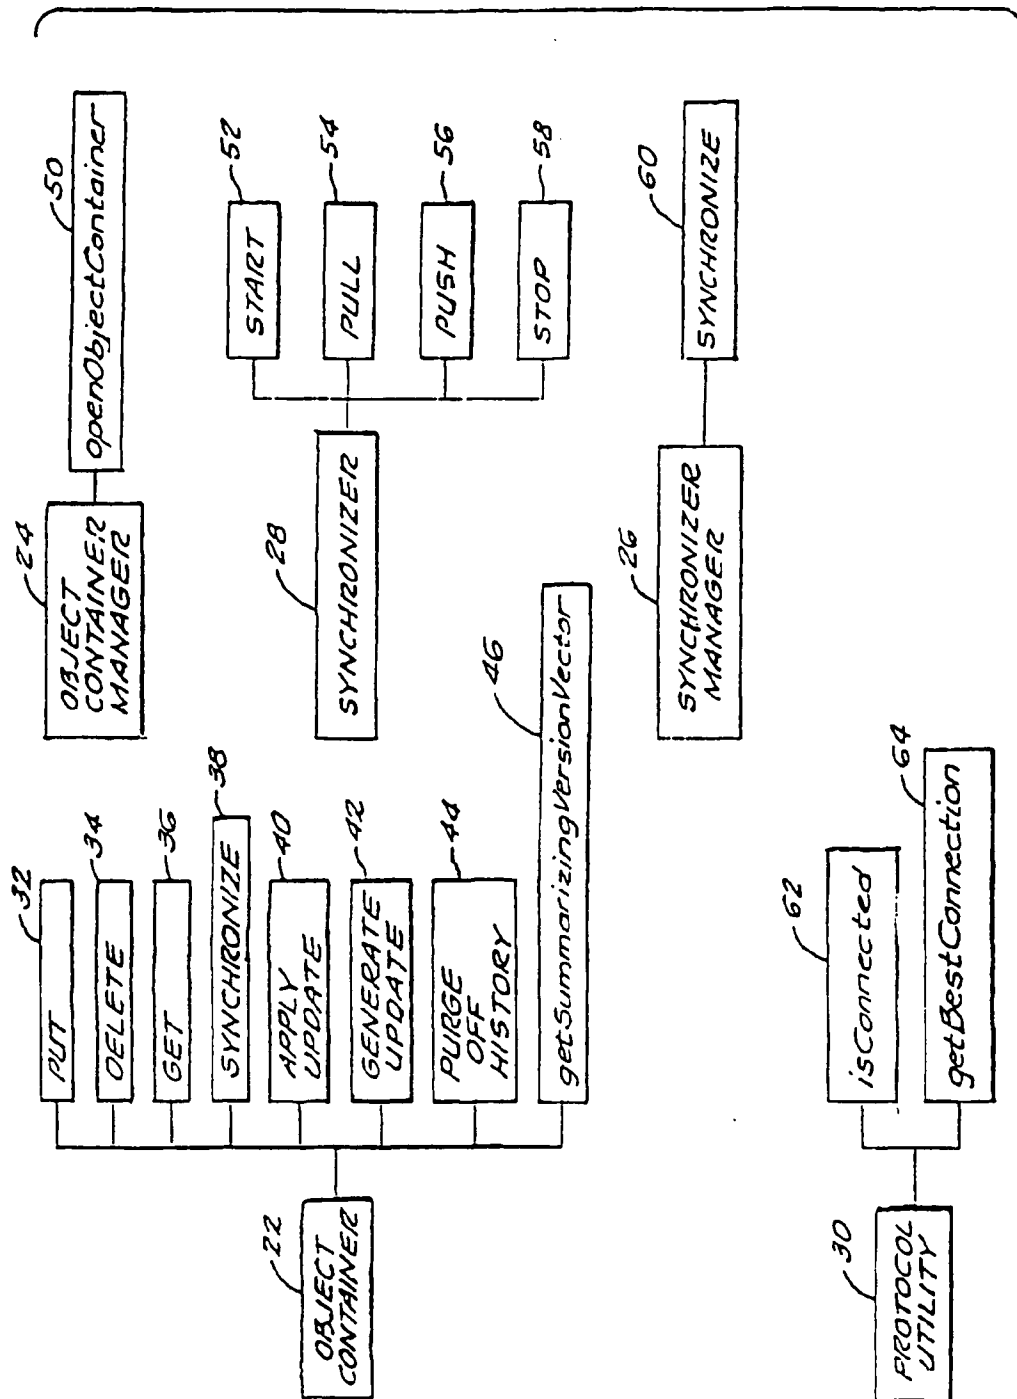 22
OBJECT
CONTAINER
32
PUT
34
DELETE
36
GET
38
SYNCHRONIZE
40
APPLY
UPDATE
42
GENERATE
UPDATE
44
PURGE
OFF
HISTORY
46
getSummarizingVersionVector
24
OBJECT
CONTAINER
MANAGER
50
openObjectContainer
28
SYNCHRONIZER
52
START
54
PULL
56
PUSH
58
STOP
26
SYNCHRONIZER
MANAGER
60
SYNCHRONIZE
30
PROTOCOL
UTILITY
62
isConnected
64
getBestConnection